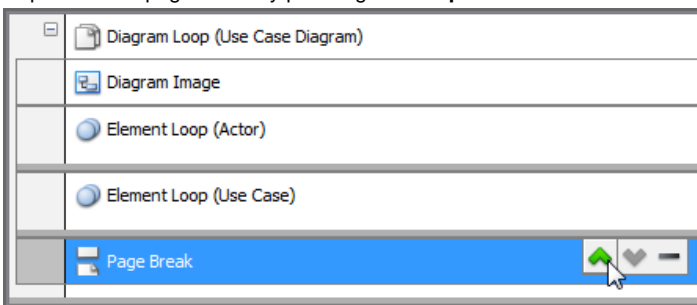 Diagram Loop (Use Case Diagram)
Diagram Image
Element Loop (Actor)
Element Loop (Use Case)
Page Break